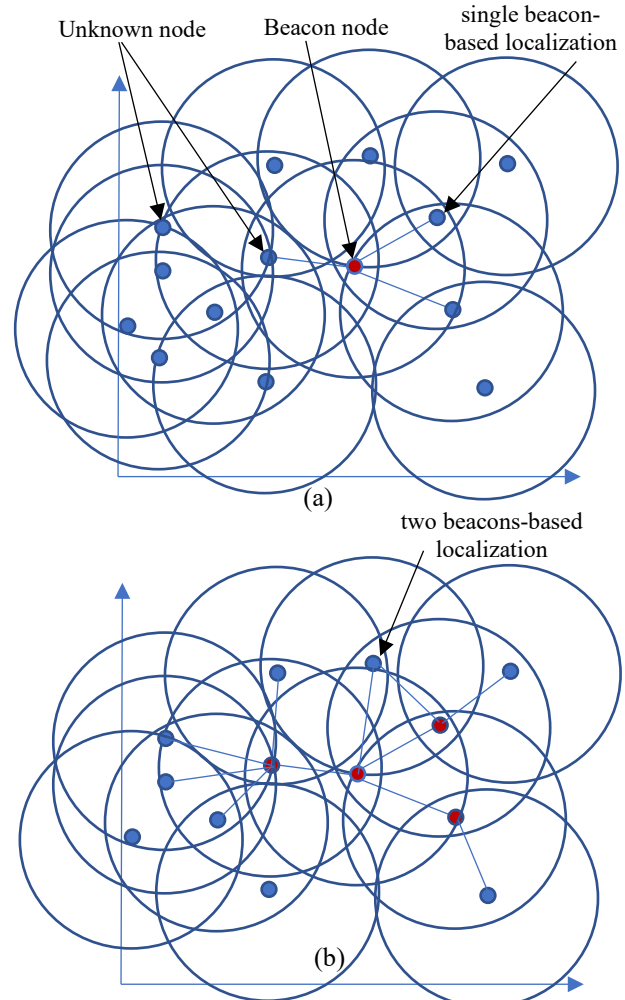 single beacon-
based localization
Unknown node
Beacon node
(a)
two beacons-based
localization
(b)